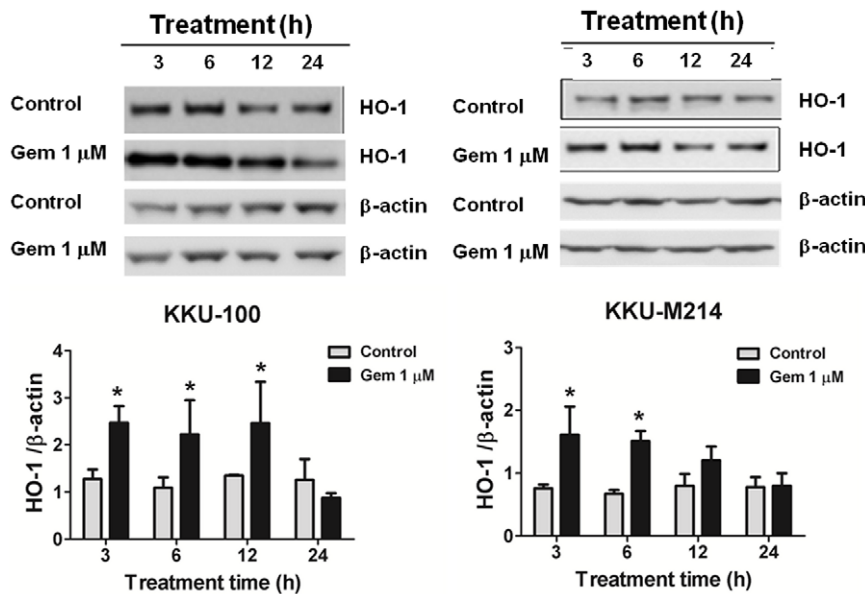 Treatment (h)
3 6 12 24
Control HO-1
Gem 1 μM HO-1
Control β-actin
Gem 1 μM β-actin
Treatment (h)
3 6 12 24
Control HO-1
Gem 1 μM HO-1
Control β-actin
Gem 1 μM β-actin
KKU-100
Control
Gem 1 μM
HO-1 /β-actin
4
3
2
1
0
* * *
3 6 12 24
Treatment time (h)
KKU-M214
Control
Gem 1 μM
HO-1 /β-actin
3
2
1
0
* *
3 6 12 24
Treatment time (h)